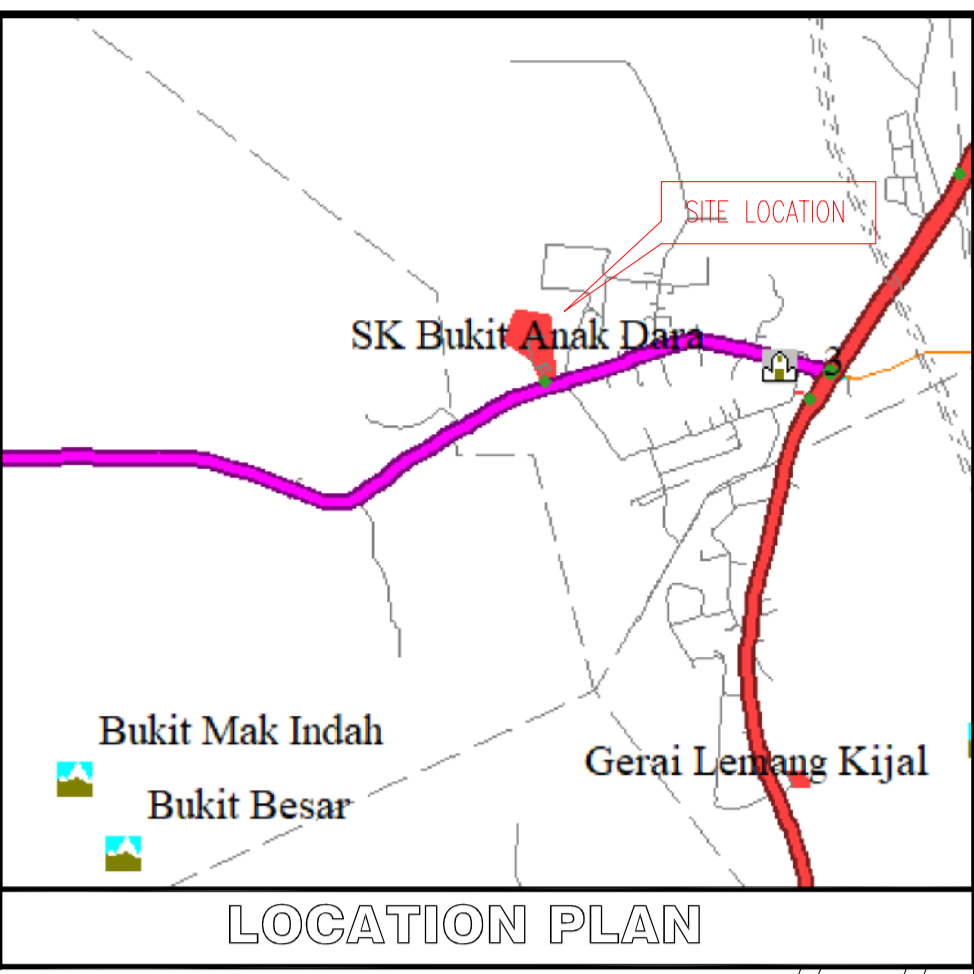 SITE LOCATION
SK Bukit Anak Dara
3
Bukit Mak Indah
Gerai Lemang Kijal
Bukit Besar
LOCATION PLAN